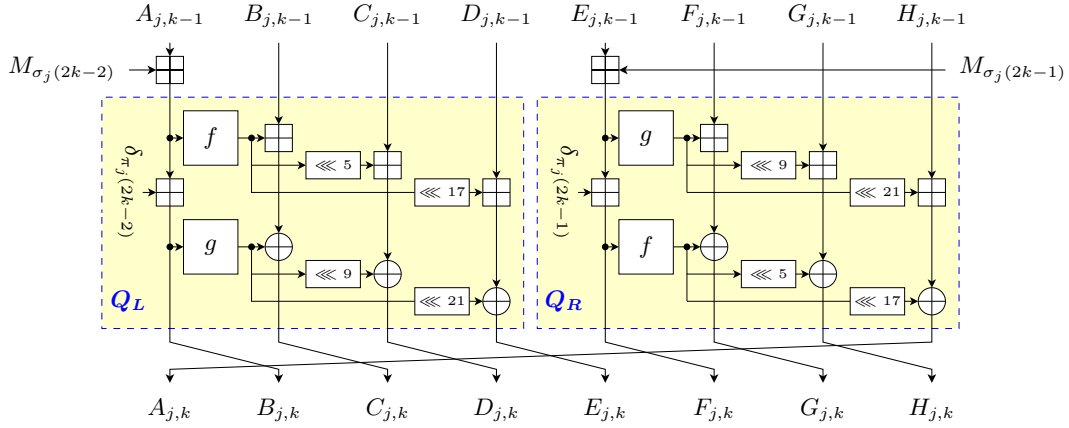 A_{j,k−1} B_{j,k−1} C_{j,k−1} D_{j,k−1} E_{j,k−1} F_{j,k−1} G_{j,k−1} H_{j,k−1}
M_{σ_j(2k−2)} M_{σ_j(2k−1)}
f g
⋘ 5 ⋘ 9
δ_{π_j(2k−2)} ⋘ 17 δ_{π_j(2k−1)} ⋘ 21
g f
⋘ 9 ⋘ 5
Q_L ⋘ 21 Q_R ⋘ 17
A_{j,k} B_{j,k} C_{j,k} D_{j,k} E_{j,k} F_{j,k} G_{j,k} H_{j,k}